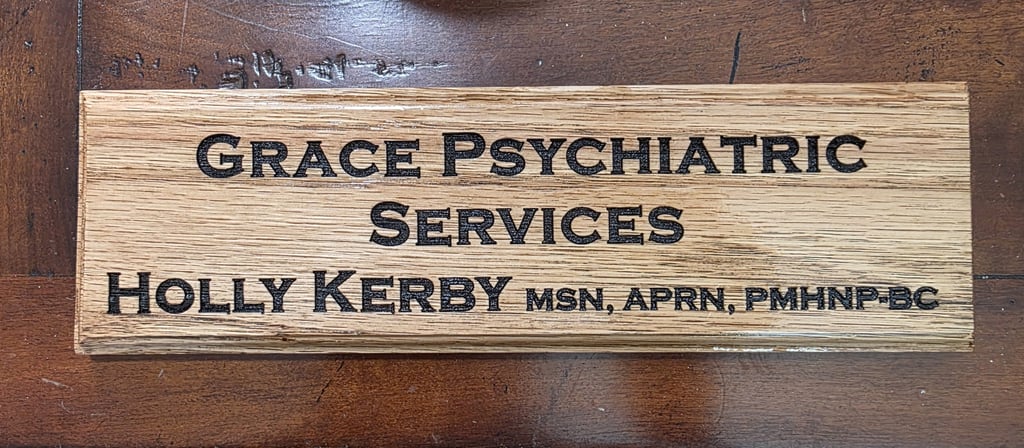 Grace Psychiatric
Services
Holly Kerby MSN, APRN, PMHNP-BC